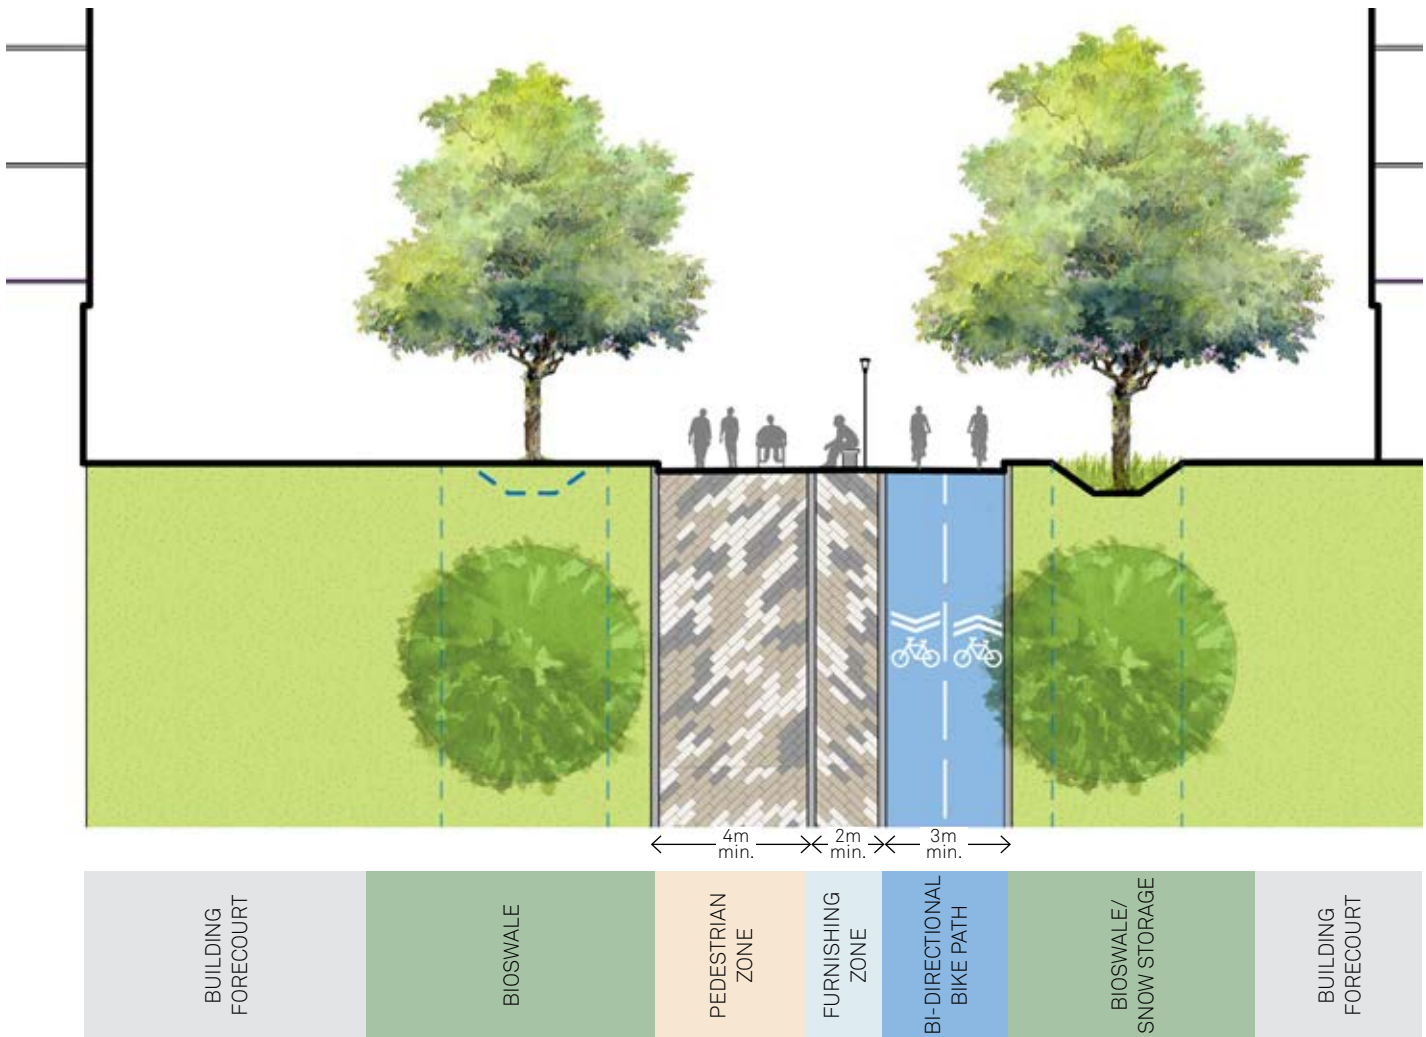 4m
min.
2m
min.
3m
min.
BUILDING
FORECOURT
BIOSWALE
PEDESTRIAN
ZONE
FURNISHING
ZONE
BI-DIRECTIONAL
BIKE PATH
BIOSWALE/
SNOW STORAGE
BUILDING
FORECOURT